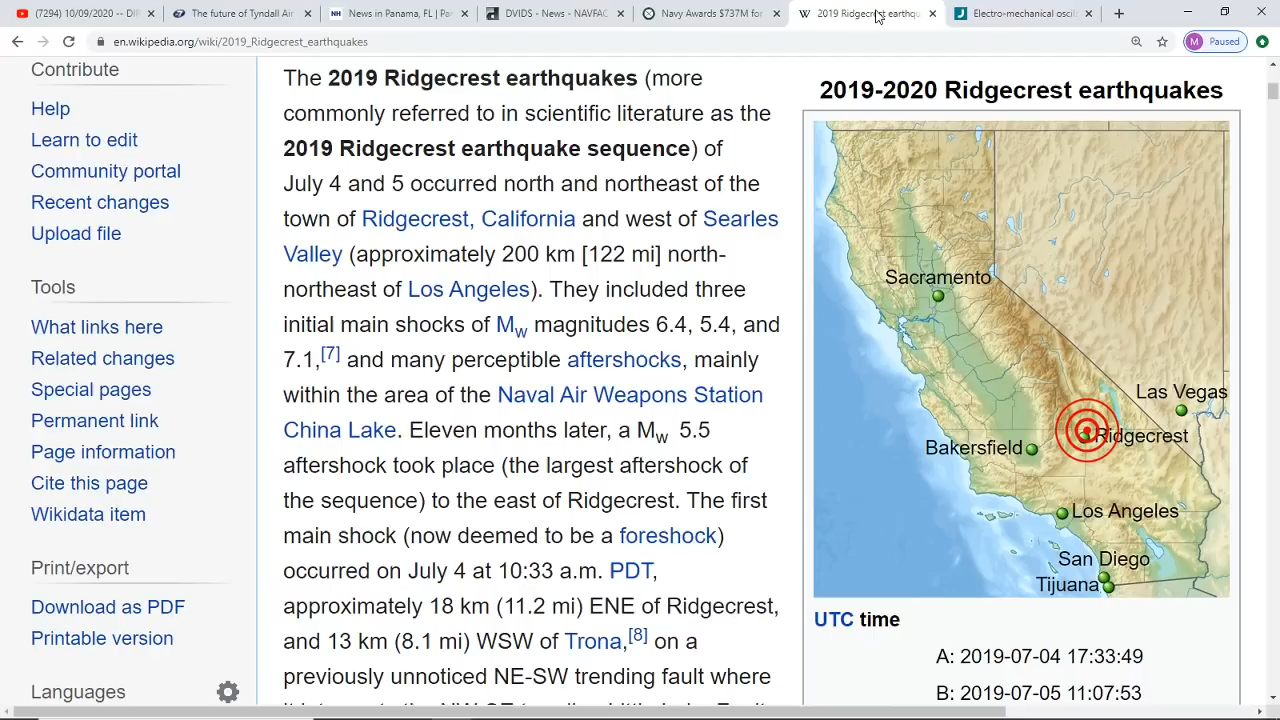 (7294) 10/09/2020 -- DIF
The future of Tyndall Air
News in Panama, FL | Pa
DVIDS - News - NAVFAC
Navy Awards $737M for
2019 Ridgecrest earthqu
Electro-mechanical oscil
en.wikipedia.org/wiki/2019_Ridgecrest_earthquakes
M Paused
Contribute
Help
Learn to edit
Community portal
Recent changes
Upload file
Tools
What links here
Related changes
Special pages
Permanent link
Page information
Cite this page
Wikidata item
Print/export
Download as PDF
Printable version
Languages
The 2019 Ridgecrest earthquakes (more
commonly referred to in scientific literature as the
2019 Ridgecrest earthquake sequence) of
July 4 and 5 occurred north and northeast of the
town of Ridgecrest, California and west of Searles
Valley (approximately 200 km [122 mi] north-
northeast of Los Angeles). They included three
initial main shocks of Mw magnitudes 6.4, 5.4, and
7.1,[7] and many perceptible aftershocks, mainly
within the area of the Naval Air Weapons Station
China Lake. Eleven months later, a Mw 5.5
aftershock took place (the largest aftershock of
the sequence) to the east of Ridgecrest. The first
main shock (now deemed to be a foreshock)
occurred on July 4 at 10:33 a.m. PDT,
approximately 18 km (11.2 mi) ENE of Ridgecrest,
and 13 km (8.1 mi) WSW of Trona,[8] on a
previously unnoticed NE-SW trending fault where
2019-2020 Ridgecrest earthquakes
Sacramento
Las Vegas
Ridgecrest
Bakersfield
Los Angeles
San Diego
Tijuana
UTC time
A: 2019-07-04 17:33:49
B: 2019-07-05 11:07:53